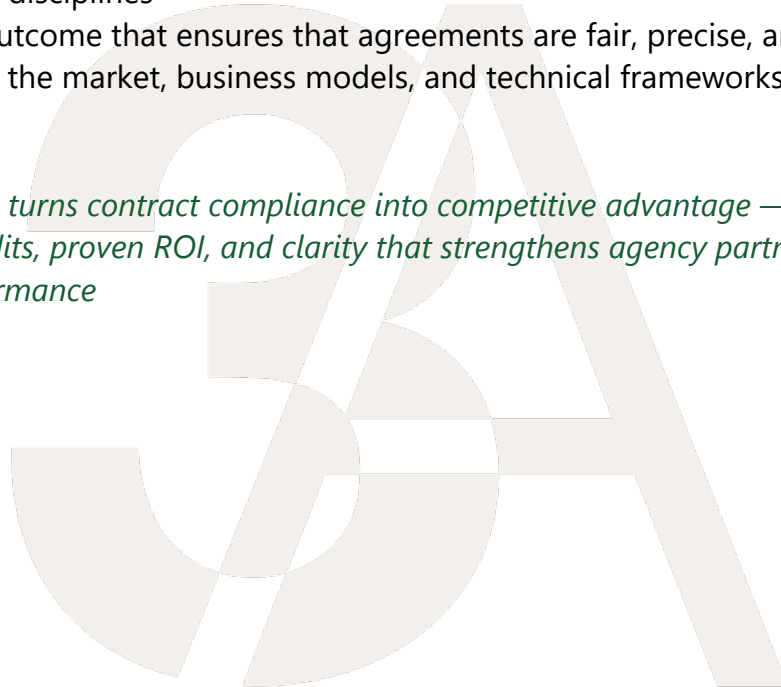 disciplines
utcome that ensures that agreements are fair, precise, a
the market, business models, and technical frameworks
turns contract compliance into competitive advantage —
lits, proven ROI, and clarity that strengthens agency partn
rmance
3A